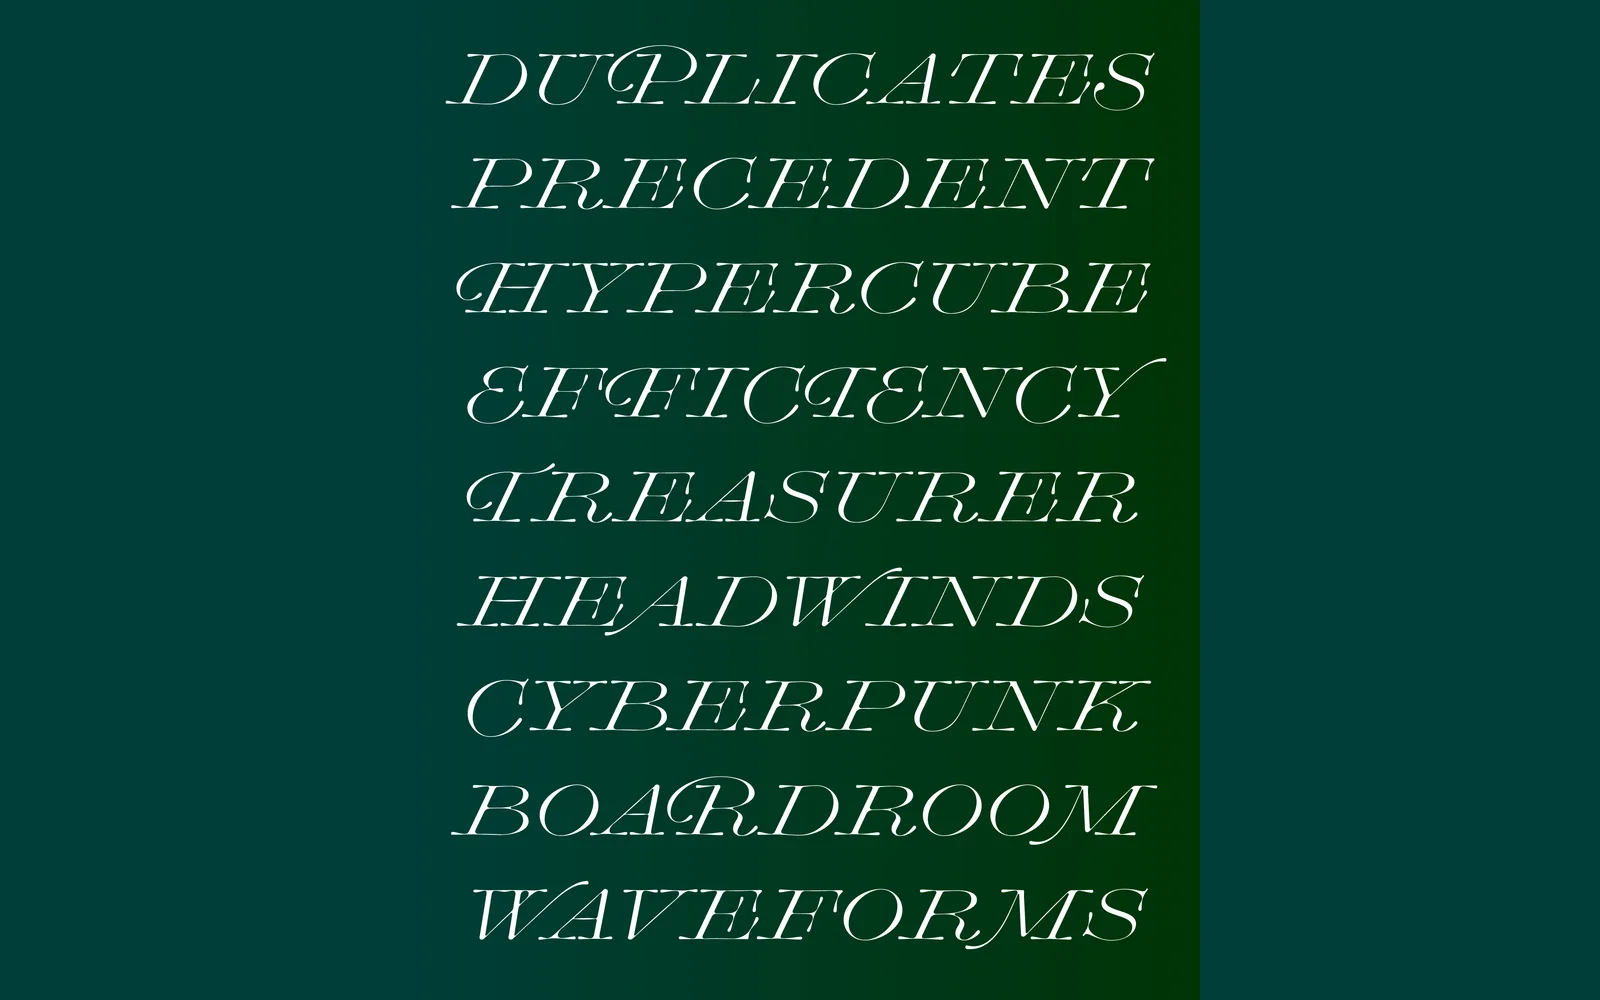 DUPLICATES
PRECEDENT
HYPERCUBE
EFFICIENCY
TREASURER
HEADWINDS
CYBERPUNK
BOARDROOM
WAVEFORMS